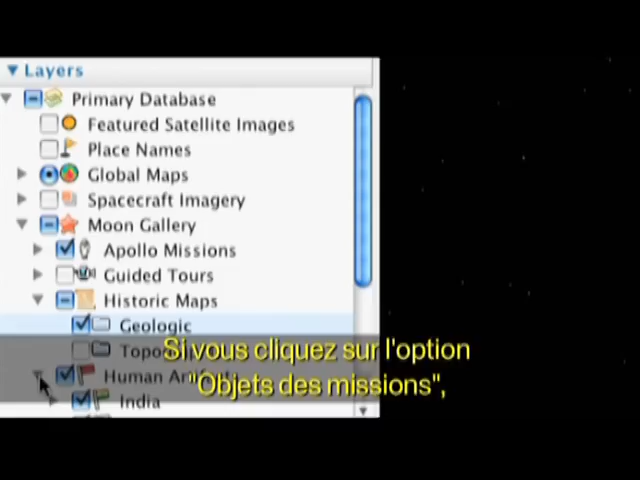 Layers
Primary Database
Featured Satellite Images
Place Names
Global Maps
Spacecraft Imagery
Moon Gallery
Apollo Missions
Guided Tours
Historic Maps
Geologic
Si vous cliquez sur l'option
"Objets des missions",
Human
India